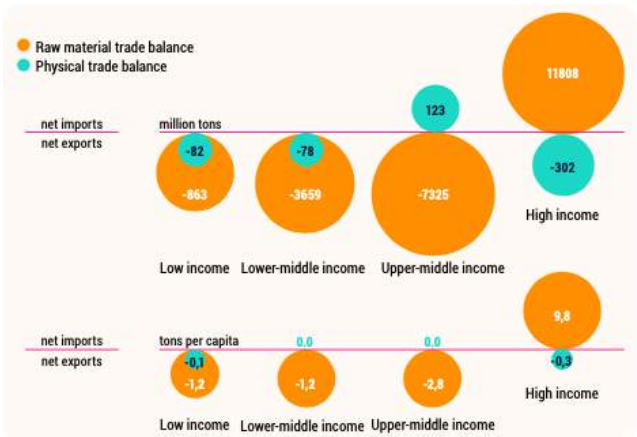 Raw material trade balance
Physical trade balance
11808
123
net imports
million tons
net exports
-82
-78
-302
-863
-3659
-7325
High income
Low income
Lower-middle income
Upper-middle income
9,8
net imports
tons per capita
0,0
0,0
net exports
-0,1
-0,3
-1,2
-1,2
-2,8
High income
Low income
Lower-middle income
Upper-middle income